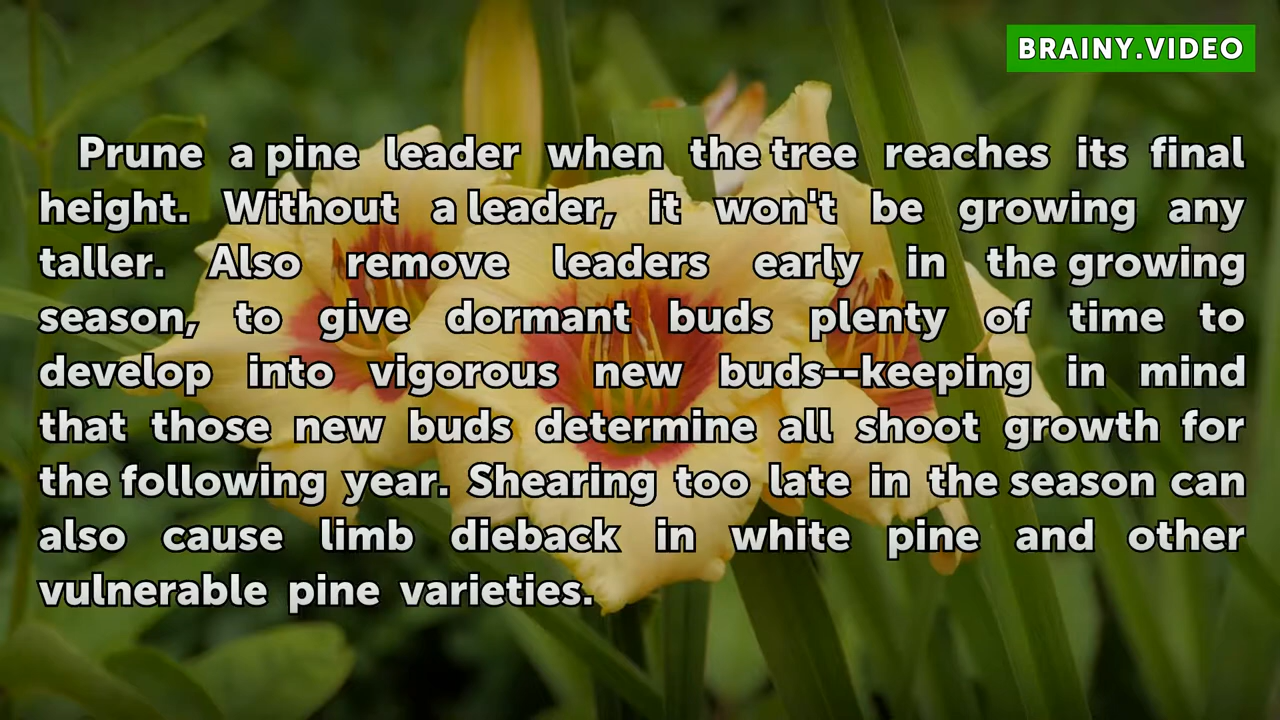 BRAINY.VIDEO
Prune a pine leader when the tree reaches its final
height. Without a leader, it won't be growing any
taller. Also remove leaders early in the growing
season, to give dormant buds plenty of time to
develop into vigorous new buds--keeping in mind
that those new buds determine all shoot growth for
the following year. Shearing too late in the season can
also cause limb dieback in white pine and other
vulnerable pine varieties.